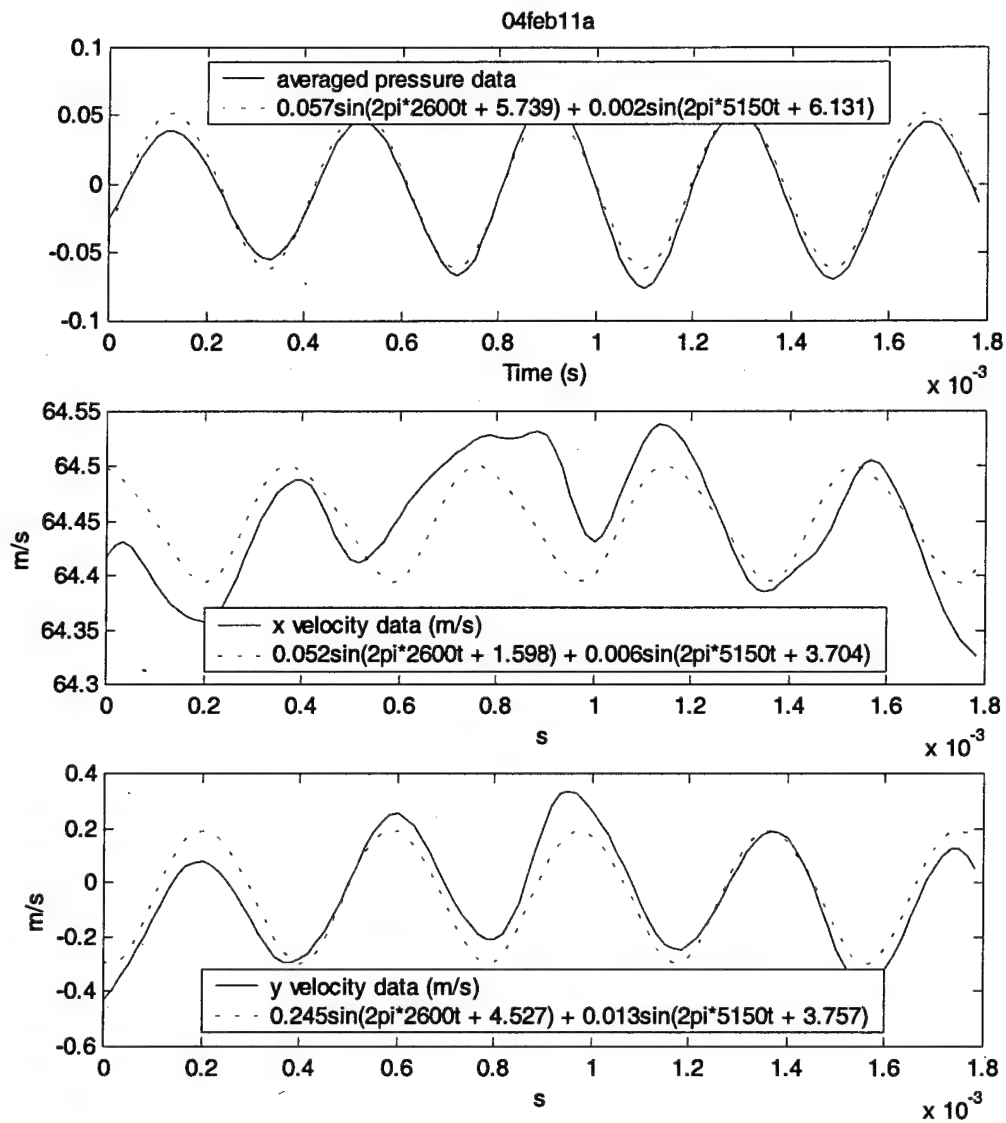 04feb11a
0.1
averaged pressure data
0.057sin(2pi*2600t + 5.739) + 0.002sin(2pi*5150t + 6.131)
0.05
0
-0.05
-0.1
0 0.2 0.4 0.6 0.8 1 1.2 1.4 1.6 1.8
Time (s)
x 10⁻³
64.55
64.5
64.45
m/s
64.4
64.35
x velocity data (m/s)
0.052sin(2pi*2600t + 1.598) + 0.006sin(2pi*5150t + 3.704)
64.3
0 0.2 0.4 0.6 0.8 1 1.2 1.4 1.6 1.8
s
x 10⁻³
0.4
0.2
0
m/s
-0.2
-0.4
y velocity data (m/s)
0.245sin(2pi*2600t + 4.527) + 0.013sin(2pi*5150t + 3.757)
-0.6
0 0.2 0.4 0.6 0.8 1 1.2 1.4 1.6 1.8
s
x 10⁻³